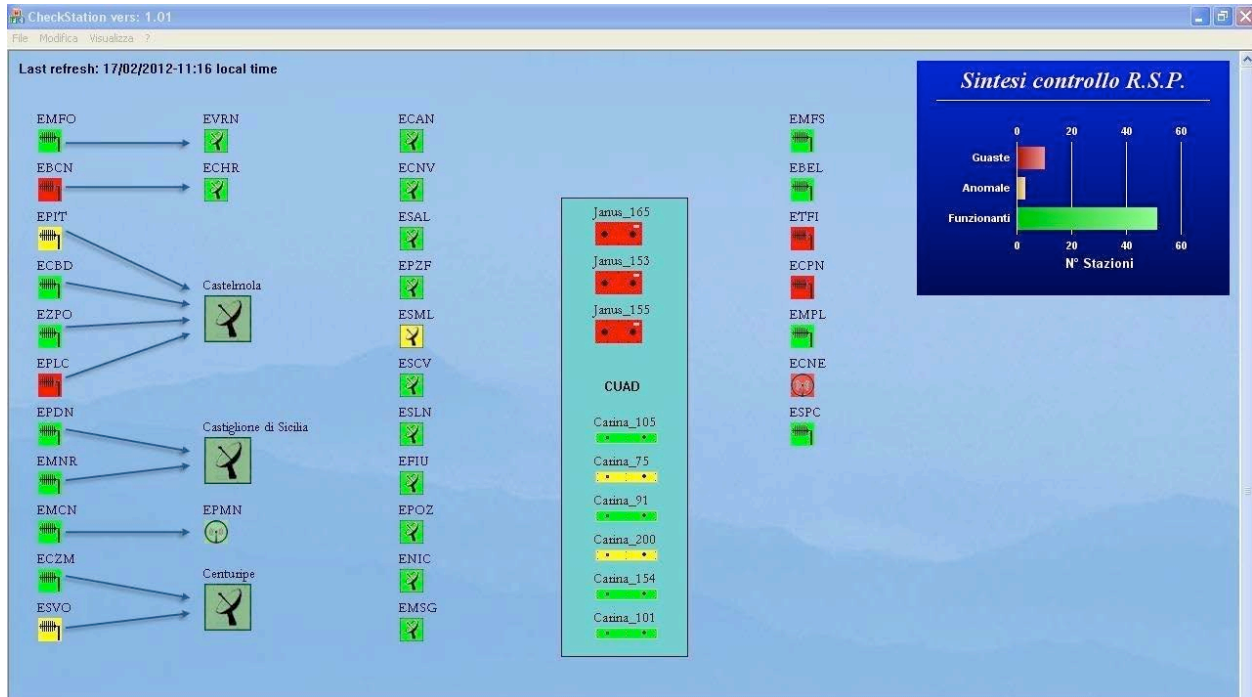 CheckStation vers: 1.01
File Modifica Visualizza ?
Last refresh: 17/02/2012-11:16 local time
EMFO
EBCN
EPIT
ECBD
EZPO
EPLC
EPDN
EMNR
EMCN
ECZM
ESVO
EVRN
ECHR
Castelmola
Castiglione di Sicilia
EPMN
Centuripe
ECAN
ECNV
ESAL
EPZF
ESML
ESCV
ESLN
EFIU
EPOZ
ENIC
EMSG
Janus_165
Janus_153
Janus_155
CUAD
Carina_105
Carina_75
Carina_91
Carina_200
Carina_154
Carina_101
EMFS
EBEL
ETFI
ECPN
EMPL
ECNE
ESPC
Sintesi controllo R.S.P.
0 20 40 60
Guaste
Anomale
Funzionanti
0 20 40 60
N° Stazioni